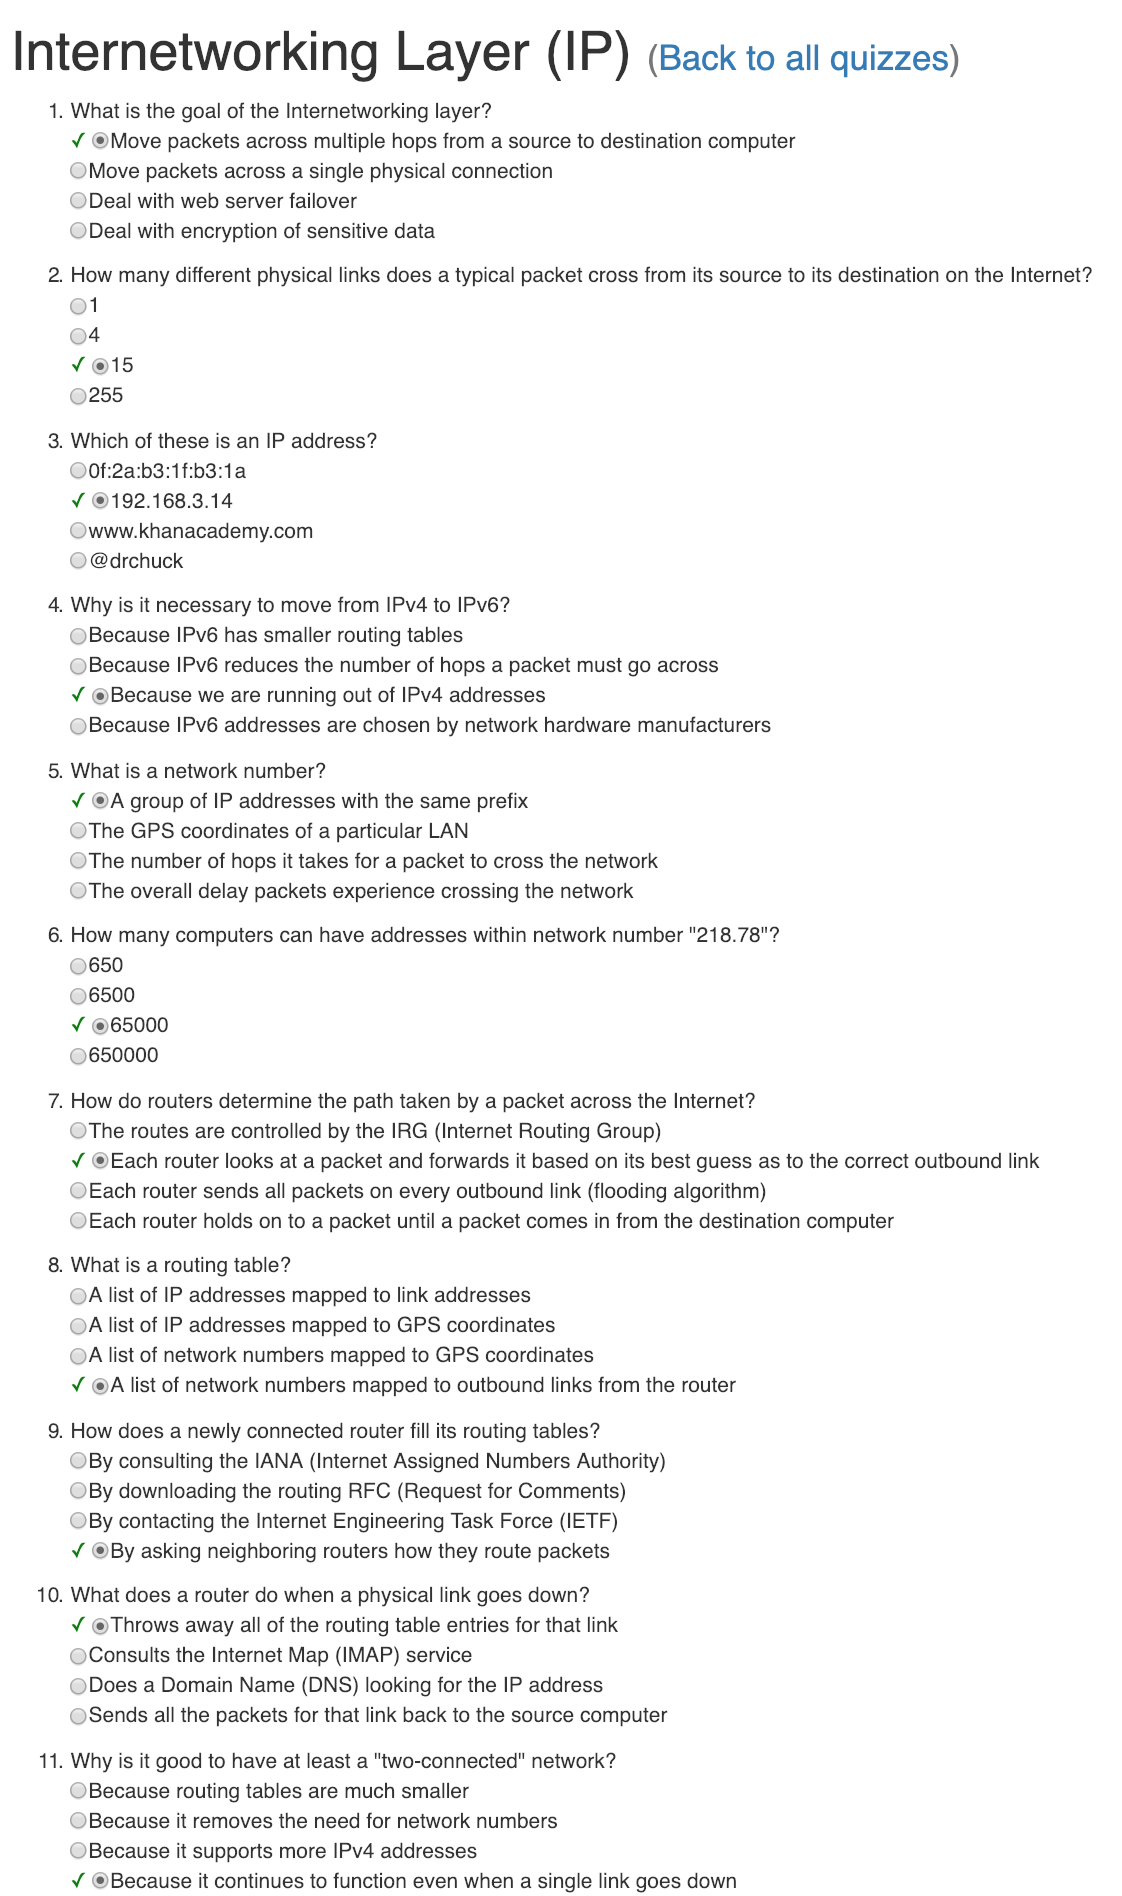 Internetworking Layer (IP) (Back to all quizzes)
1. What is the goal of the Internetworking layer?
✓ Move packets across multiple hops from a source to destination computer
Move packets across a single physical connection
Deal with web server failover
Deal with encryption of sensitive data
2. How many different physical links does a typical packet cross from its source to its destination on the Internet?
1
4
✓ 15
255
3. Which of these is an IP address?
0f:2a:b3:1f:b3:1a
✓ 192.168.3.14
www.khanacademy.com
@drchuck
4. Why is it necessary to move from IPv4 to IPv6?
Because IPv6 has smaller routing tables
Because IPv6 reduces the number of hops a packet must go across
✓ Because we are running out of IPv4 addresses
Because IPv6 addresses are chosen by network hardware manufacturers
5. What is a network number?
✓ A group of IP addresses with the same prefix
The GPS coordinates of a particular LAN
The number of hops it takes for a packet to cross the network
The overall delay packets experience crossing the network
6. How many computers can have addresses within network number "218.78"?
650
6500
✓ 65000
650000
7. How do routers determine the path taken by a packet across the Internet?
The routes are controlled by the IRG (Internet Routing Group)
✓ Each router looks at a packet and forwards it based on its best guess as to the correct outbound link
Each router sends all packets on every outbound link (flooding algorithm)
Each router holds on to a packet until a packet comes in from the destination computer
8. What is a routing table?
A list of IP addresses mapped to link addresses
A list of IP addresses mapped to GPS coordinates
A list of network numbers mapped to GPS coordinates
✓ A list of network numbers mapped to outbound links from the router
9. How does a newly connected router fill its routing tables?
By consulting the IANA (Internet Assigned Numbers Authority)
By downloading the routing RFC (Request for Comments)
By contacting the Internet Engineering Task Force (IETF)
✓ By asking neighboring routers how they route packets
10. What does a router do when a physical link goes down?
✓ Throws away all of the routing table entries for that link
Consults the Internet Map (IMAP) service
Does a Domain Name (DNS) looking for the IP address
Sends all the packets for that link back to the source computer
11. Why is it good to have at least a "two-connected" network?
Because routing tables are much smaller
Because it removes the need for network numbers
Because it supports more IPv4 addresses
✓ Because it continues to function even when a single link goes down